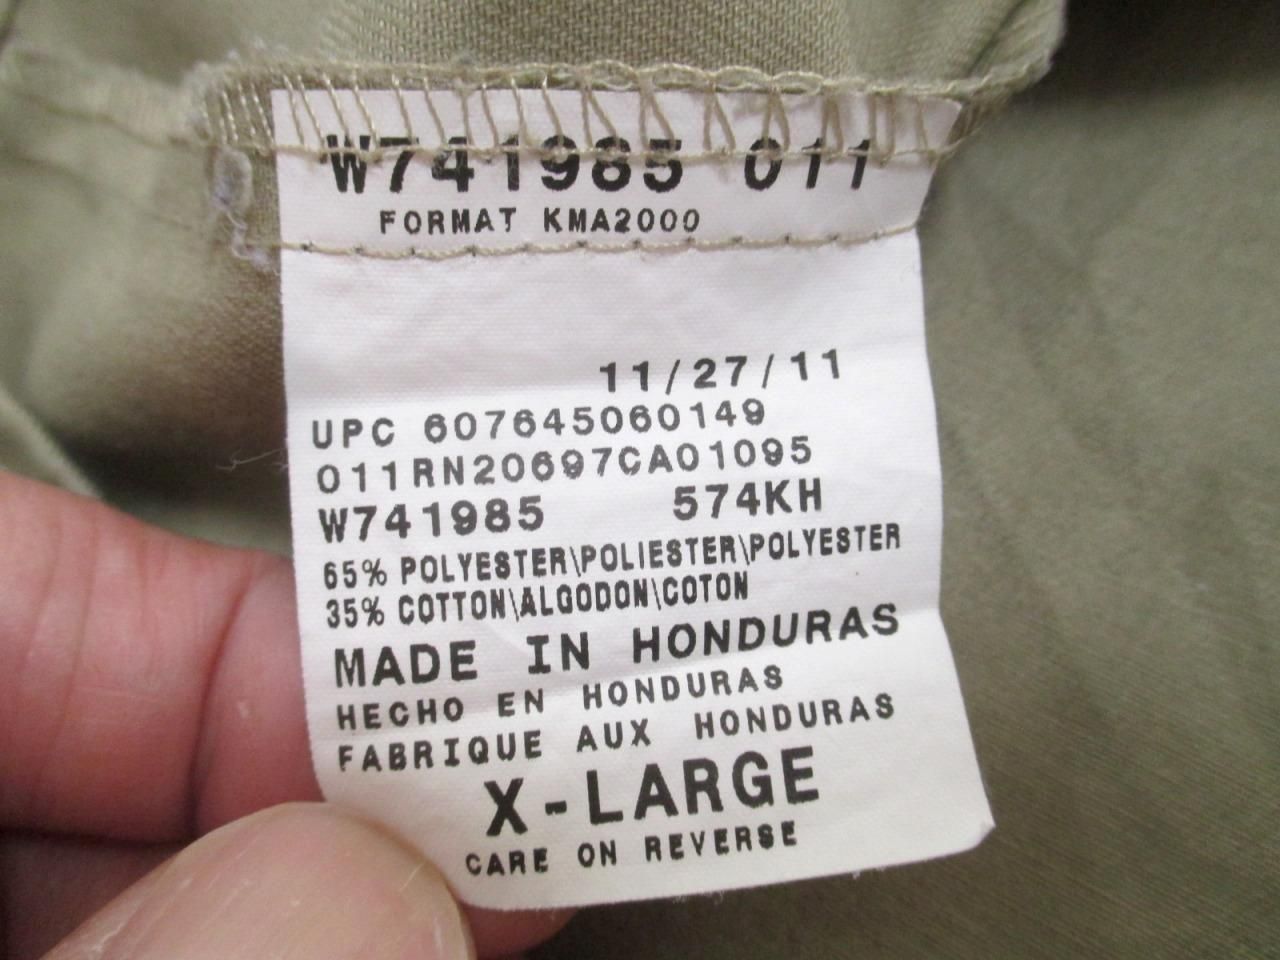 W741985 011
FORMAT KMA2000
11/27/11
UPC 607645060149
011RN20697CA01095
W741985 574KH
65% POLYESTER\POLIESTER\POLYESTER
35% COTTON\ALGODON\COTON
MADE IN HONDURAS
HECHO EN HONDURAS
FABRIQUE AUX HONDURAS
X-LARGE
CARE ON REVERSE